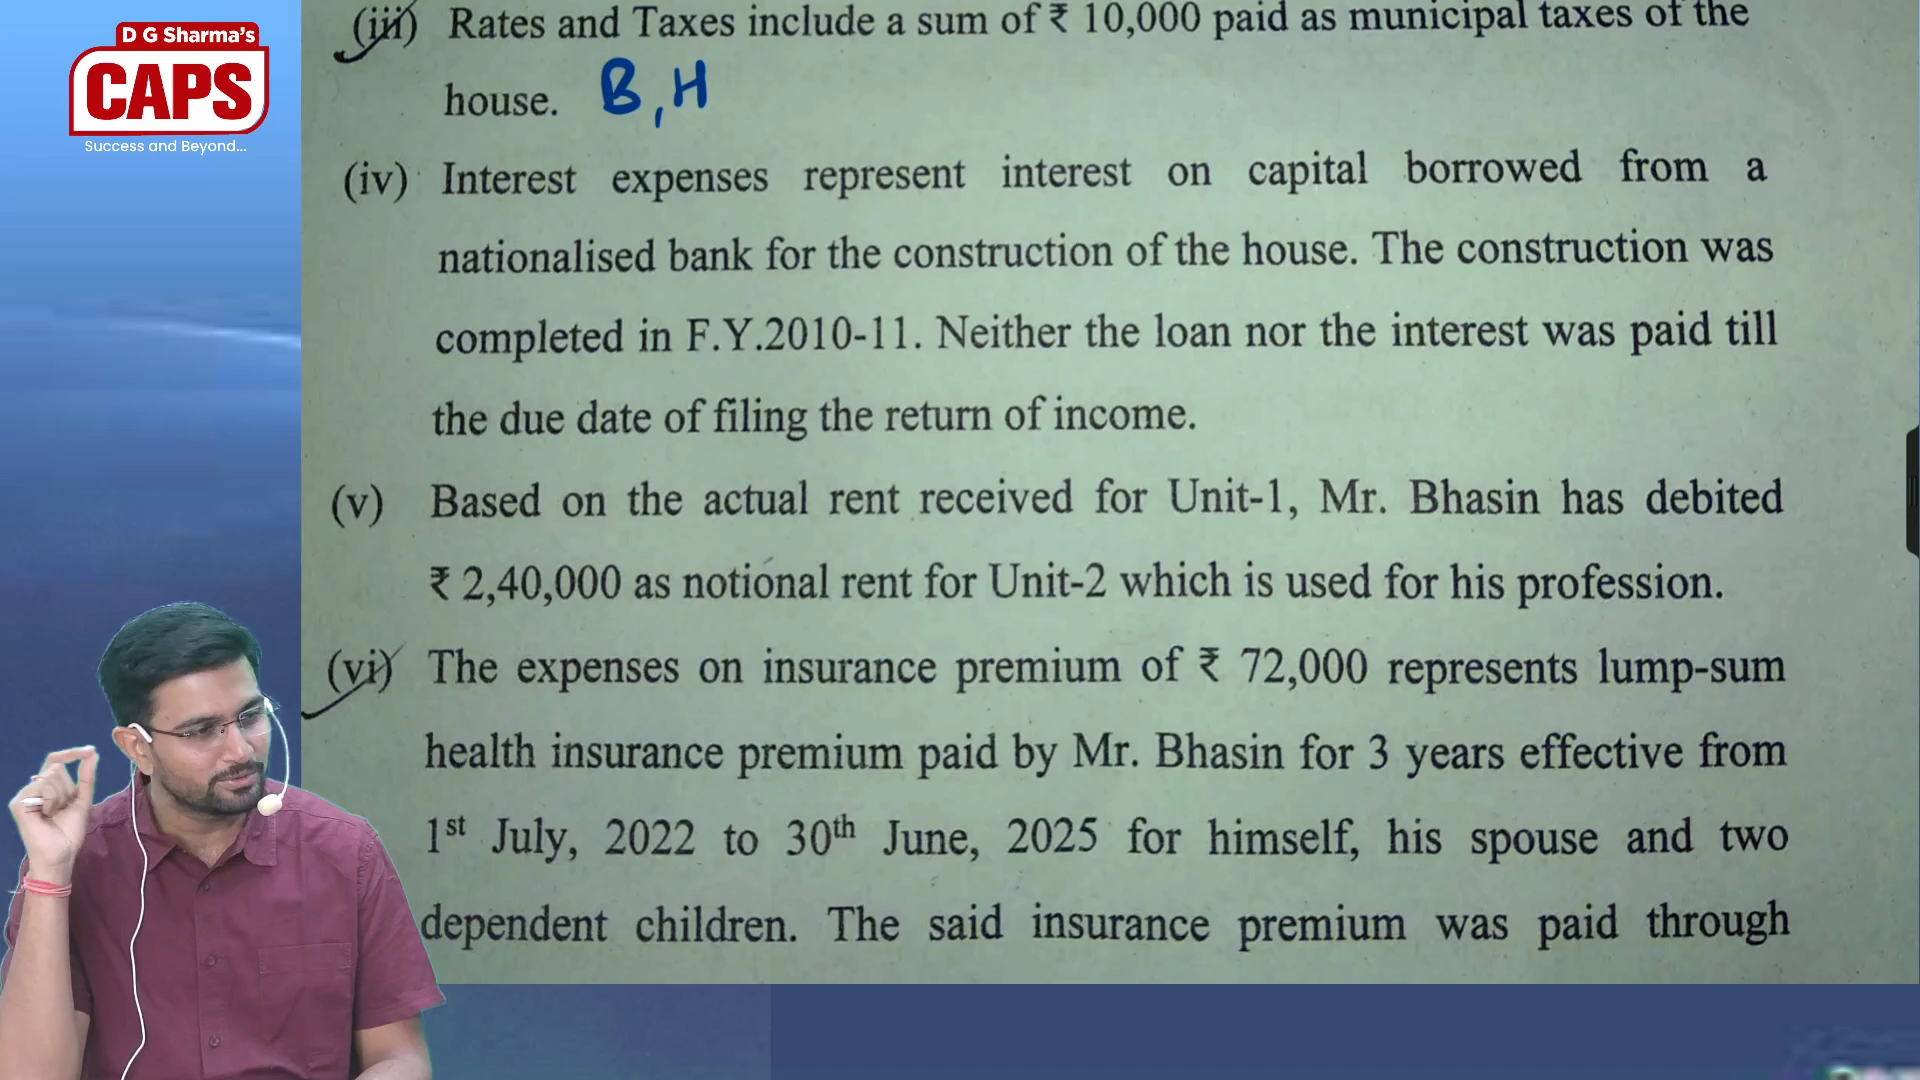 D G Sharma's
CAPS
Success and Beyond...
(iii) Rates and Taxes include a sum of ₹ 10,000 paid as municipal taxes of the
house. B, H
(iv) Interest expenses represent interest on capital borrowed from a
nationalised bank for the construction of the house. The construction was
completed in F.Y.2010-11. Neither the loan nor the interest was paid till
the due date of filing the return of income.
(v) Based on the actual rent received for Unit-1, Mr. Bhasin has debited
₹ 2,40,000 as notional rent for Unit-2 which is used for his profession.
(vi) The expenses on insurance premium of ₹ 72,000 represents lump-sum
health insurance premium paid by Mr. Bhasin for 3 years effective from
1st July, 2022 to 30th June, 2025 for himself, his spouse and two
dependent children. The said insurance premium was paid through